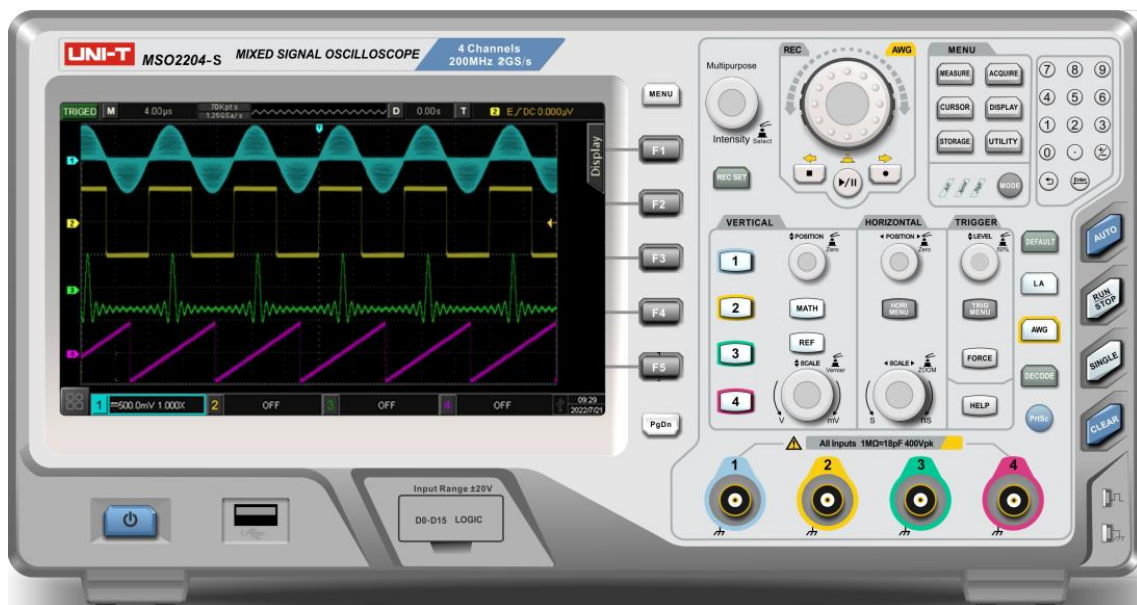 UNI-T MSO2204-S MIXED SIGNAL OSCILLOSCOPE 4 Channels
200MHz 2GS/s
TRIGED M 4.00μs 70Kpts
1.25GSa/s D 0.00s T 2 E DC 0.000μV
Display
1
2
3
1 500.0mV 1.000X 2 OFF 3 OFF 4 OFF 09:29
2022/7/21
MENU
F1
F2
F3
F4
F5
PgDn
Multipurpose
Intensity Select
REC SET
REC AWG
MENU
MEASURE ACQUIRE
CURSOR DISPLAY
STORAGE UTILITY
MODE
7 8 9
4 5 6
1 2 3
0 . +/-
Enter
VERTICAL
POSITION
Zero
1
2
3
4
MATH
REF
SCALE
Vernier
V mV
HORIZONTAL
POSITION
Zero
HORI
MENU
SCALE
ZOOM
S nS
TRIGGER
LEVEL
50%
TRIG
MENU
FORCE
HELP
DEFAULT
LA
AWG
DECODE
PrtSc
AUTO
RUN
STOP
SINGLE
CLEAR
All Inputs 1MΩ=18pF 400Vpk
1 2 3 4
Input Range ±20V
D0-D15 LOGIC